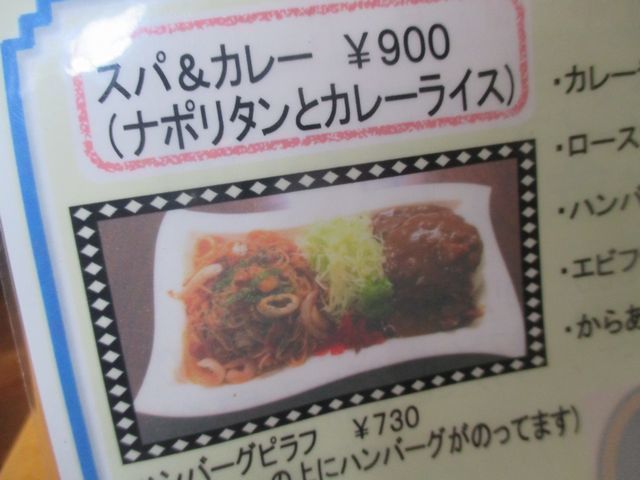 スパ&カレー ¥900
(ナポリタンとカレーライス)
・カレー
・ロース
・ハンバ
・エビフ
・からあ
ハンバーグピラフ ¥730
の上にハンバーグがのってます)